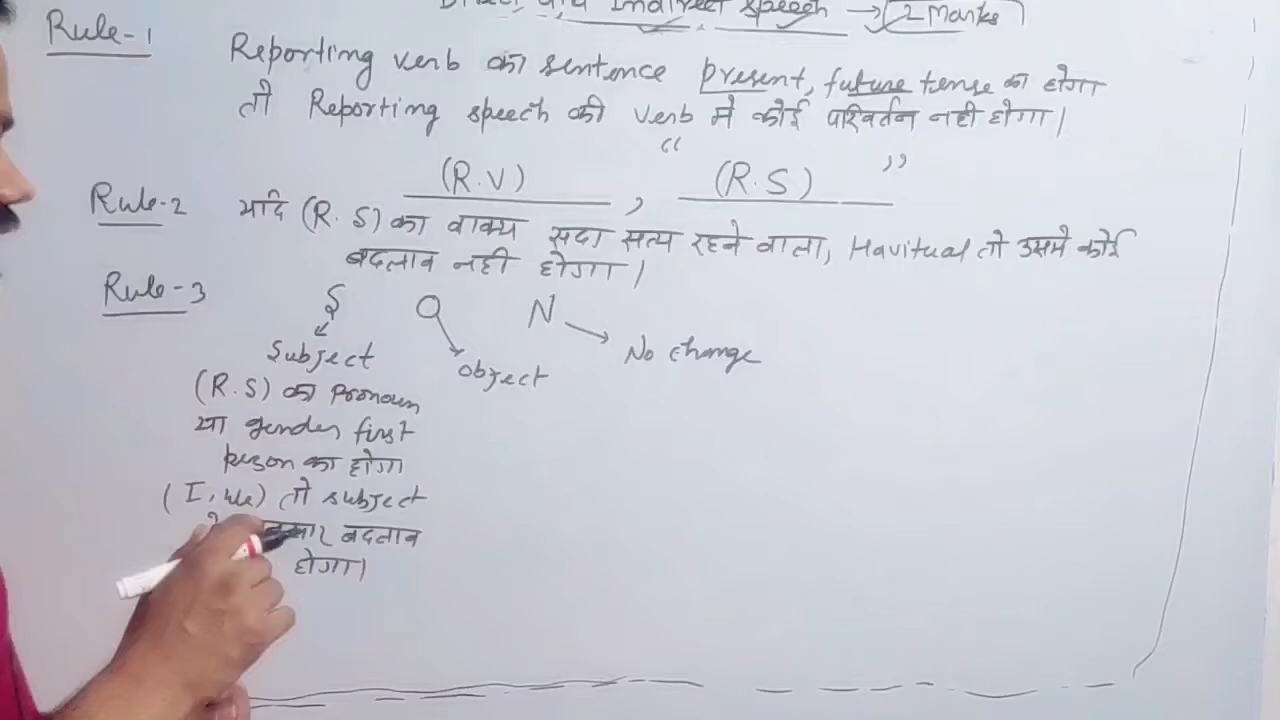 Direct and Indirect speech → 2 Marks
Rule-1 Reporting verb का sentence present, future tense का होगा
तो Reporting speech की verb मे कोई परिवर्तन नही होगा।
(R.V) , “ (R.S) ”
Rule-2 यदि (R.S) का वाक्य सदा सत्य रहने वाला, Havitual तो उसमे कोई
बदलाव नही होगा।
Rule-3 S O N
Subject object No change
(R.S) का Pronoun
या gender first
person का होगा
(I, we) तो subject
बदलाव
होगा।